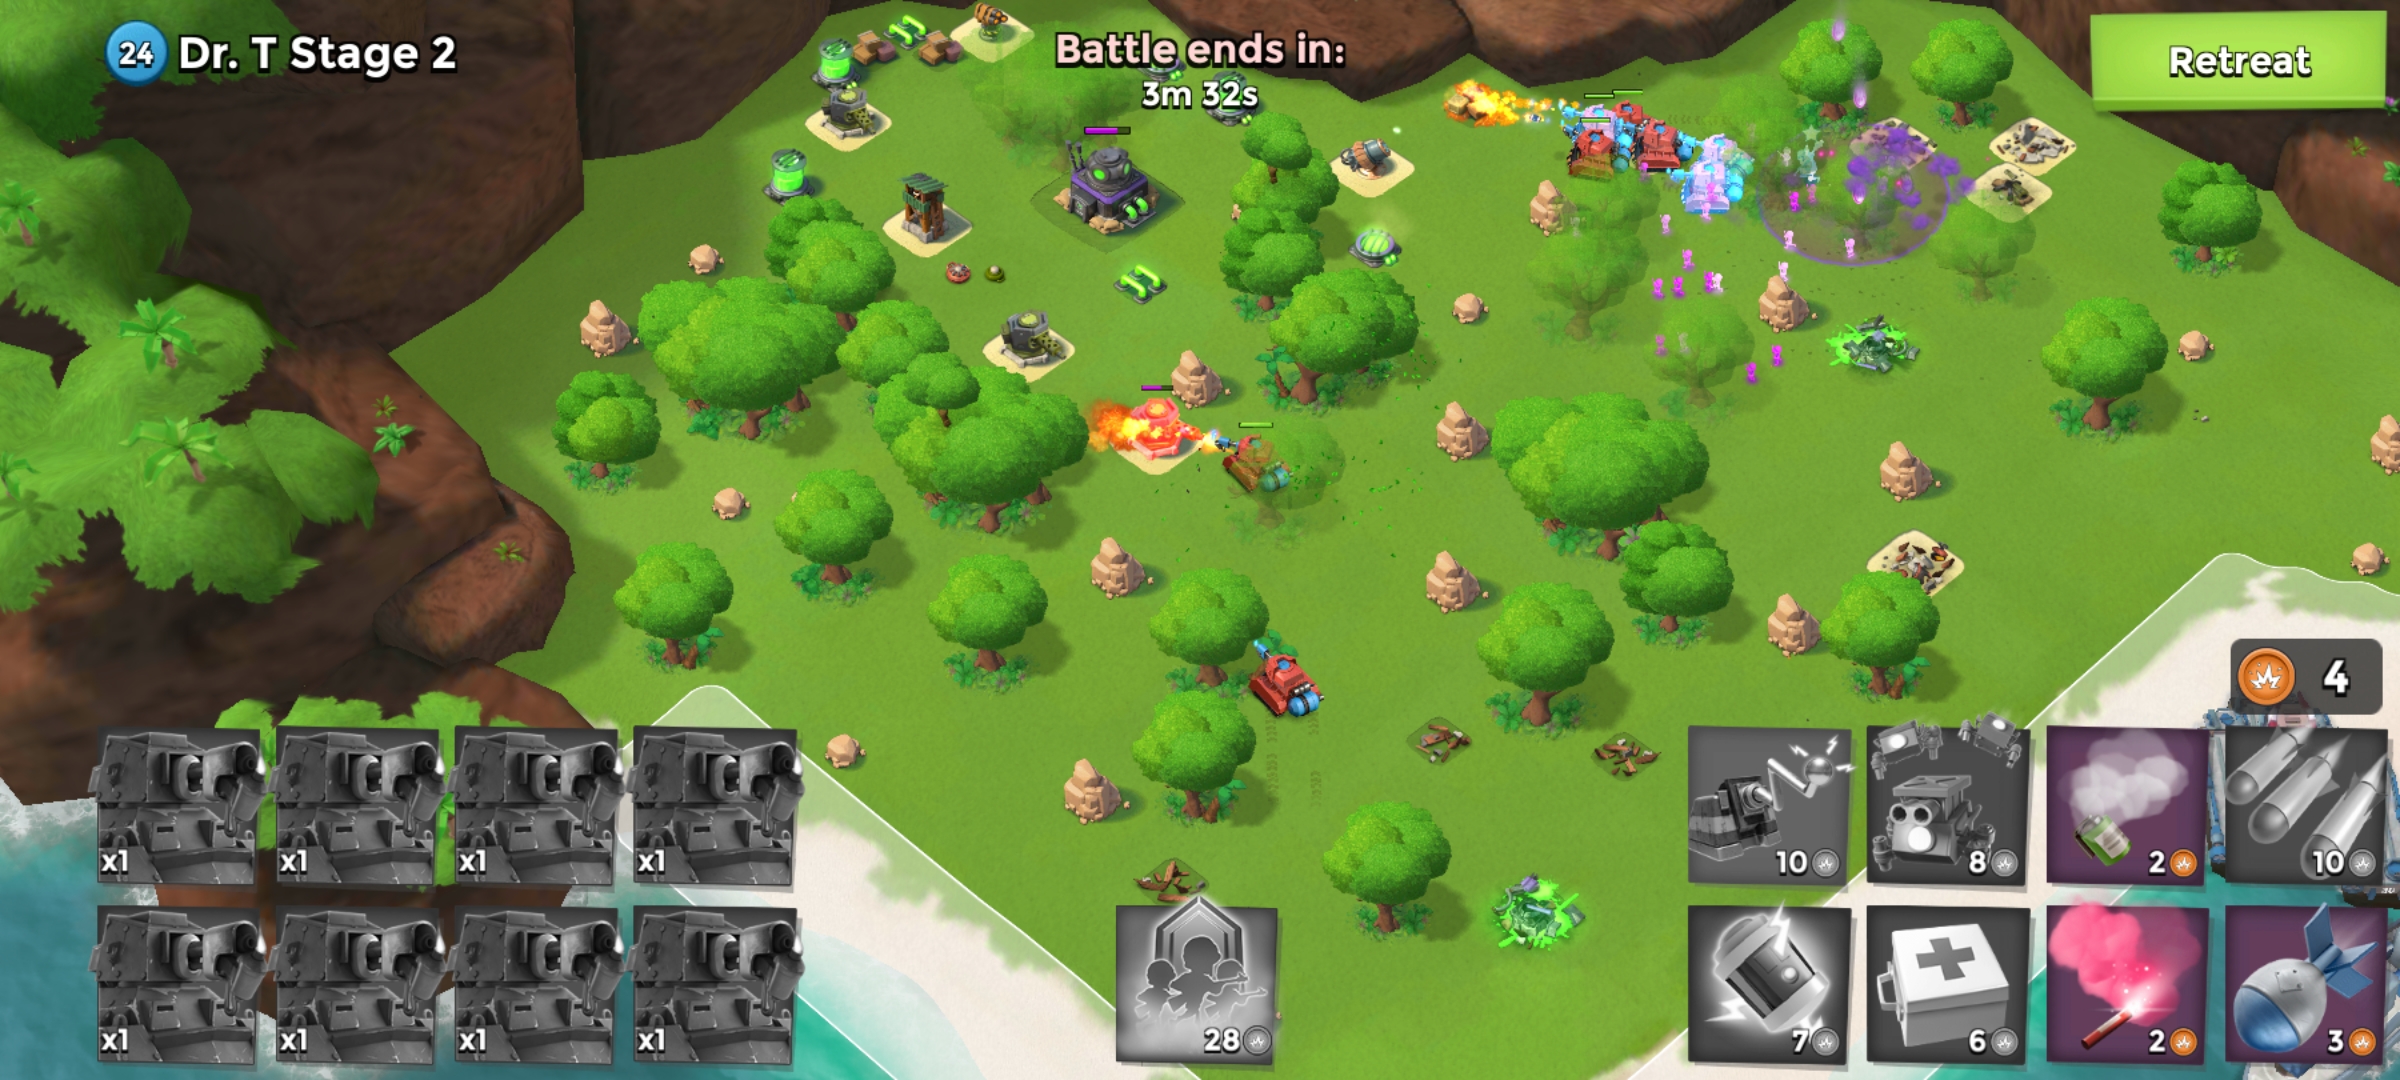 24 Dr. T Stage 2
Battle ends in:
3m 32s
Retreat
4
x1 x1 x1 x1
10 8 2 10
x1 x1 x1 x1
28
7 6 2 3